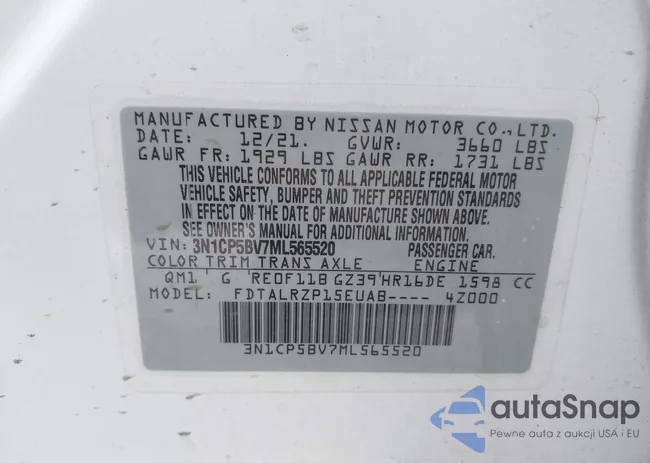 MANUFACTURED BY NISSAN MOTOR CO.,LTD.
DATE: 12/21. GVWR: 3660 LBS
GAWR FR: 1929 LBS GAWR RR: 1731 LBS
THIS VEHICLE CONFORMS TO ALL APPLICABLE FEDERAL MOTOR
VEHICLE SAFETY, BUMPER AND THEFT PREVENTION STANDARDS
IN EFFECT ON THE DATE OF MANUFACTURE SHOWN ABOVE.
SEE OWNER'S MANUAL FOR ADDITIONAL INFORMATION.
VIN: 3N1CP5BV7ML565520 PASSENGER CAR.
COLOR TRIM TRANS AXLE ENGINE
QM1 G RE0F11B GZ39 HR16DE 1598 CC
MODEL: FDTALRZP15EUAB---- 4Z000
3N1CP5BV7ML565520
autaSnap
Pewne auta z aukcji USA i EU